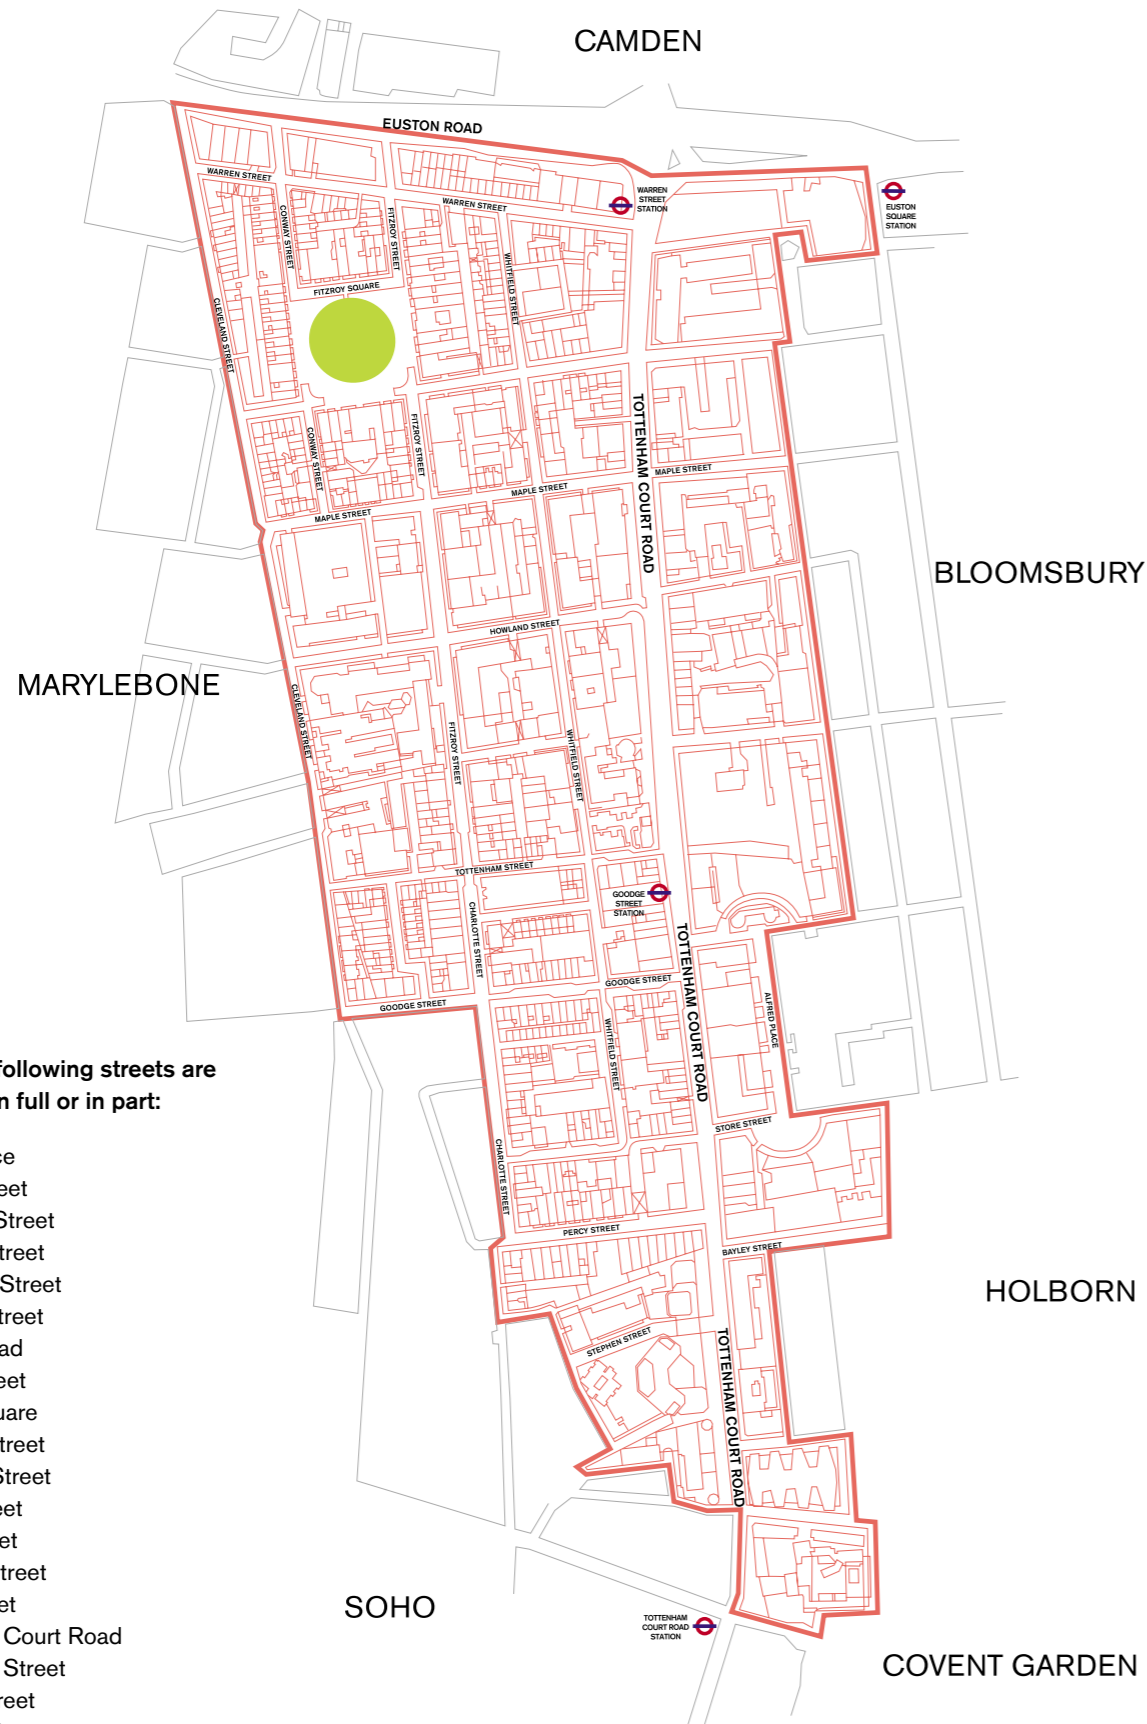 CAMDEN
EUSTON ROAD
WARREN STREET
WARREN STREET
WARREN
STREET
STATION
EUSTON
SQUARE
STATION
CONWAY STREET
FITZROY STREET
WHITFIELD STREET
FITZROY SQUARE
CLEVELAND STREET
TOTTENHAM COURT ROAD
CONWAY STREET
FITZROY STREET
MAPLE STREET
MAPLE STREET
MAPLE STREET
BLOOMSBURY
HOWLAND STREET
MARYLEBONE
CLEVELAND STREET
FITZROY STREET
WHITFIELD STREET
TOTTENHAM STREET
GOODGE
STREET
STATION
CHARLOTTE STREET
TOTTENHAM COURT ROAD
GOODGE STREET
GOODGE STREET
ALFRED PLACE
WHITFIELD STREET
following streets are
n full or in part:
STORE STREET
CHARLOTTE STREET
ce
eet
Street
treet
Street
treet
ad
eet
uare
treet
Street
et
et
treet
et
Court Road
Street
reet
PERCY STREET
BAYLEY STREET
HOLBORN
STEPHEN STREET
TOTTENHAM COURT ROAD
SOHO
TOTTENHAM
COURT ROAD
STATION
COVENT GARDEN